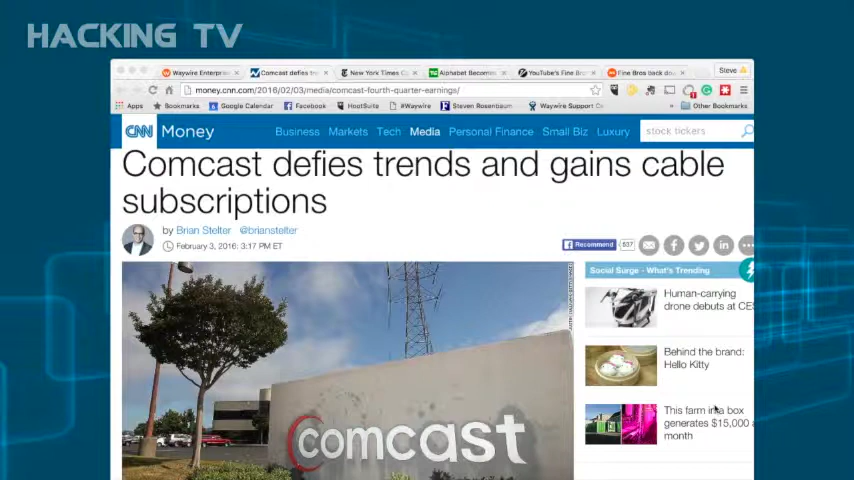 HACKING TV
Waywire Enterpris
Comcast defies tr
New York Times C
Alphabet Becomes
YouTube's Fine Bro
Fine Bros back do
Steve
money.cnn.com/2016/02/03/media/comcast-fourth-quarter-earnings/
Apps
Bookmarks
Google Calendar
Facebook
HootSuite
#Waywire
Steven Rosenbaum
Waywire Support C
»
Other Bookmarks
CNN Money
Business Markets Tech Media Personal Finance Small Biz Luxury
stock tickers
Comcast defies trends and gains cable
subscriptions
by Brian Stelter @brianstelter
February 3, 2016: 3:17 PM ET
Recommend
537
Social Surge - What's Trending
Human-carrying
drone debuts at CES
Behind the brand:
Hello Kitty
This farm in a box
generates $15,000 a
month
comcast